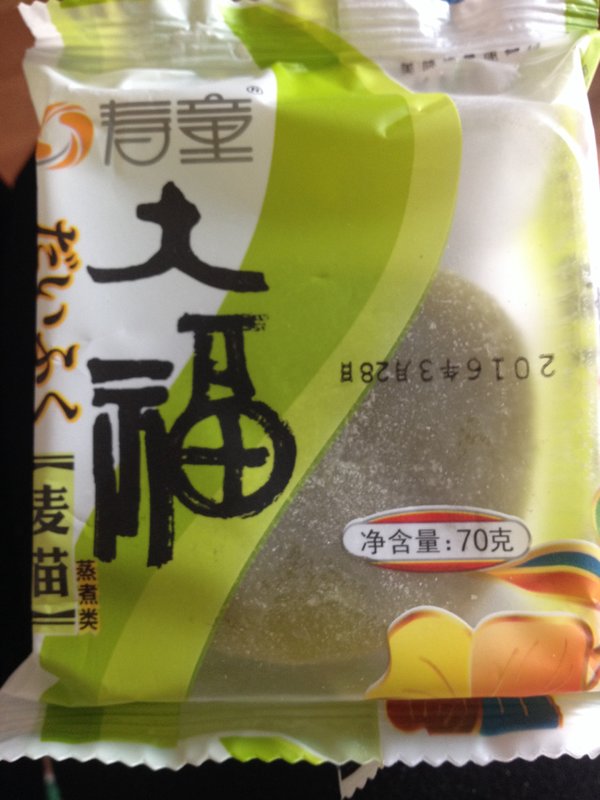 寿童®
大福
だいふく
【麦苗】
蒸煮类
2016年3月28日
净含量:70克